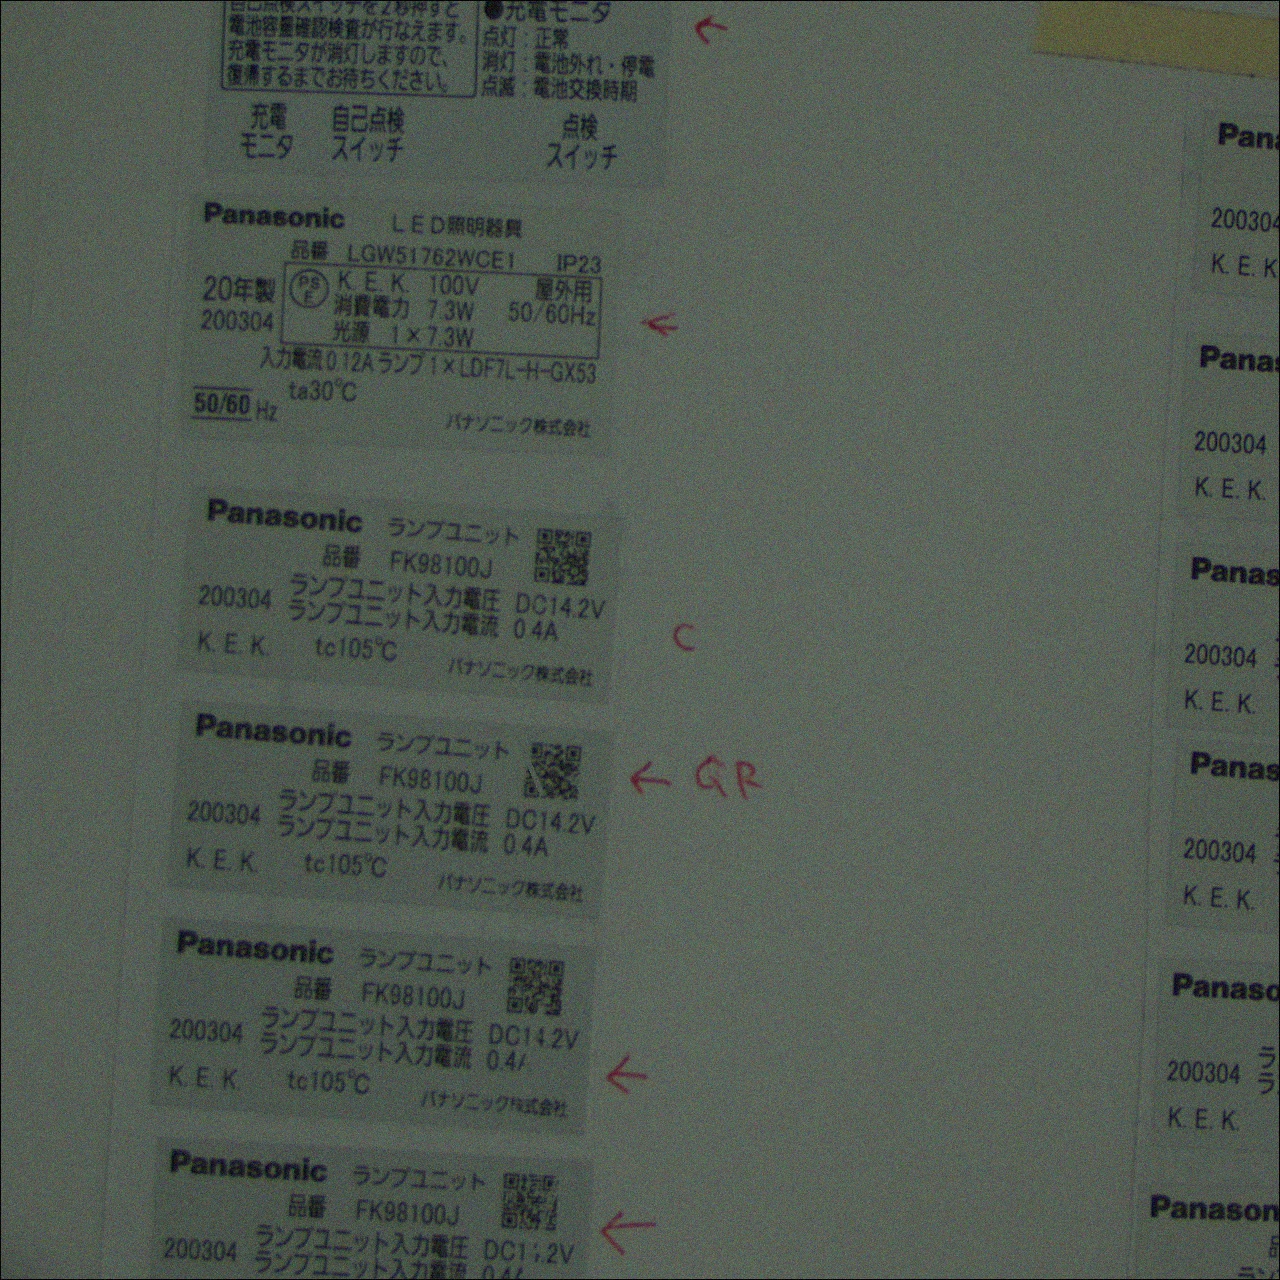 自己点検スイッチを2秒押すと
電池容量確認検査が行なえます。
充電モニタが消灯しますので、
復帰するまでお待ちください。
●充電モニタ
点灯：正常
消灯：電池外れ・停電
点滅：電池交換時期
充電
モニタ
自己点検
スイッチ
点検
スイッチ
Panasonic LED照明器具
品番 LGW51762WCE1 IP23
20年製
200304
PS
E
K.E.K. 100V 屋外用
消費電力 7.3W 50/60Hz
光源 1×7.3W
入力電流0.12A ランプ1×LDF7L-H-GX53
ta30℃
50/60 Hz
パナソニック株式会社
Panasonic ランプユニット
品番 FK98100J
200304
ランプユニット入力電圧 DC14.2V
ランプユニット入力電流 0.4A
K.E.K. tc105℃
パナソニック株式会社
C
Panasonic ランプユニット
品番 FK98100J
200304
ランプユニット入力電圧 DC14.2V
ランプユニット入力電流 0.4A
K.E.K. tc105℃
パナソニック株式会社
← QR
Panasonic ランプユニット
品番 FK98100J
200304
ランプユニット入力電圧 DC14.2V
ランプユニット入力電流 0.4
K.E.K. tc105℃
パナソニック株式会社
Panasonic ランプユニット
品番 FK98100J
200304
ランプユニット入力電圧 DC1 .2V
ランプユニット入力電流 0.4
Pana
200304
K.E.K
Panas
200304
K.E.K.
Panas
200304
K.E.K.
Panas
200304
K.E.K.
Panaso
200304
ラ
ラ
K.E.K.
Panason